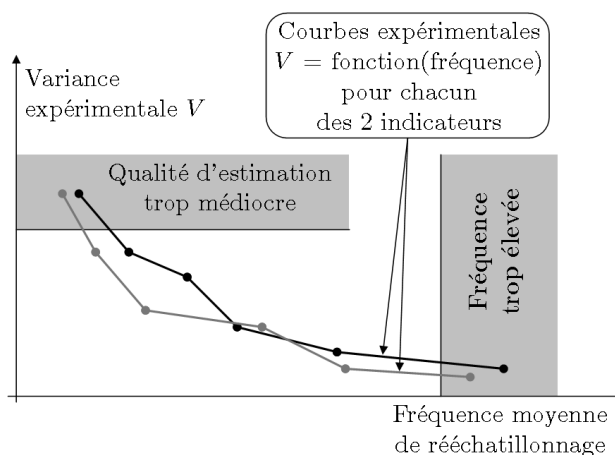 Courbes expérimentales
V = fonction(fréquence)
pour chacun
des 2 indicateurs
Variance
expérimentale V
Qualité d'estimation
trop médiocre
Fréquence
trop élevée
Fréquence moyenne
de rééchatillonnage